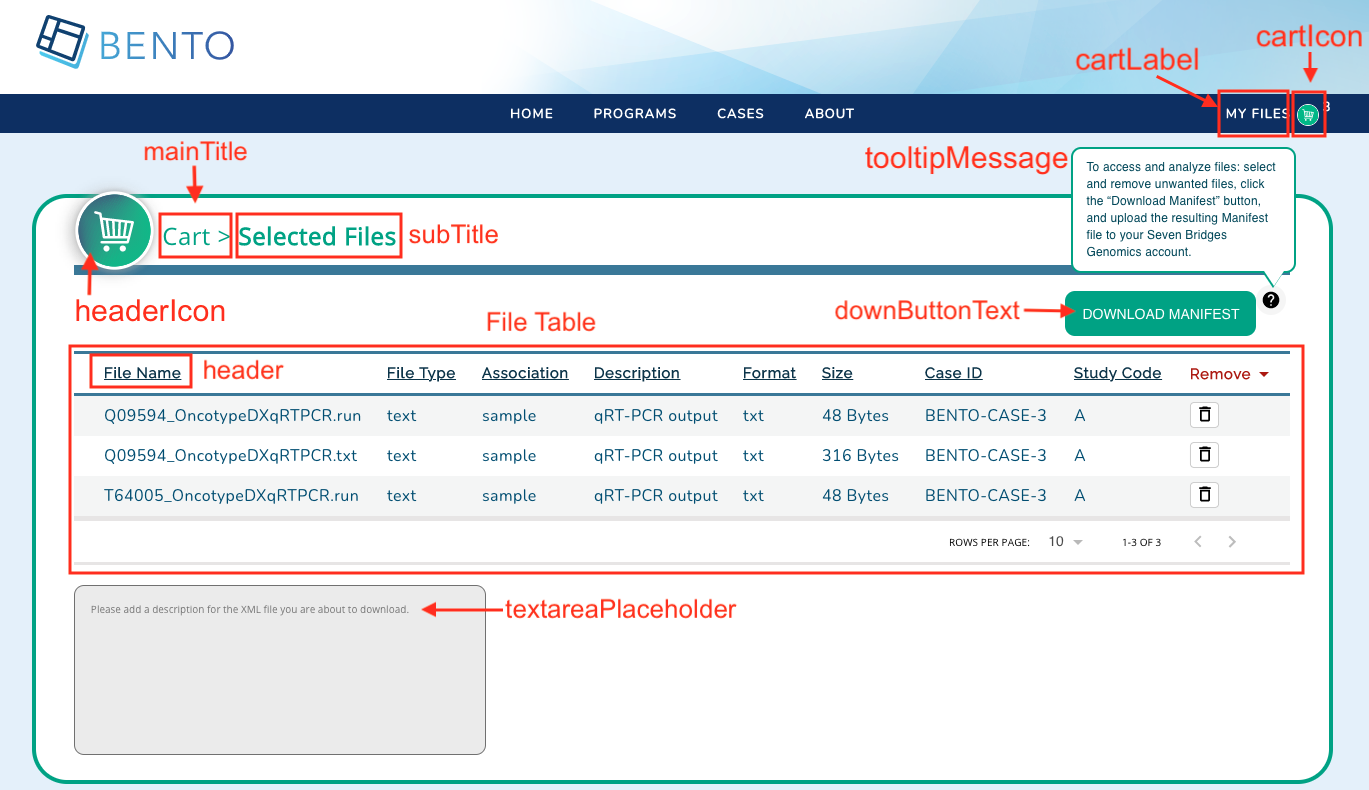 BENTO
cartIcon
cartLabel
HOME PROGRAMS CASES ABOUT MY FILES 3
mainTitle
tooltipMessage
To access and analyze files: select
and remove unwanted files, click
the “Download Manifest” button,
and upload the resulting Manifest
file to your Seven Bridges
Genomics account.
Cart > Selected Files subTitle
headerIcon
File Table
downButtonText
DOWNLOAD MANIFEST ?
File Name header File Type Association Description Format Size Case ID Study Code Remove
Q09594_OncotypeDXqRTPCR.run text sample qRT-PCR output txt 48 Bytes BENTO-CASE-3 A
Q09594_OncotypeDXqRTPCR.txt text sample qRT-PCR output txt 316 Bytes BENTO-CASE-3 A
T64005_OncotypeDXqRTPCR.run text sample qRT-PCR output txt 48 Bytes BENTO-CASE-3 A
ROWS PER PAGE: 10 1-3 OF 3
Please add a description for the XML file you are about to download.
textareaPlaceholder